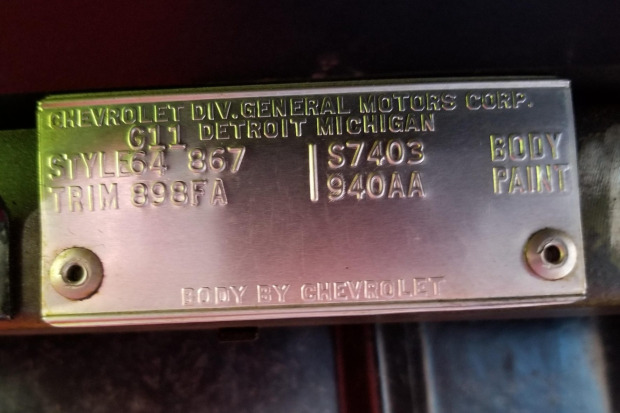 CHEVROLET DIV. GENERAL MOTORS CORP.
G11 DETROIT MICHIGAN
STYLE 64 867 | S7403 BODY
TRIM 898FA | 940AA PAINT
BODY BY CHEVROLET